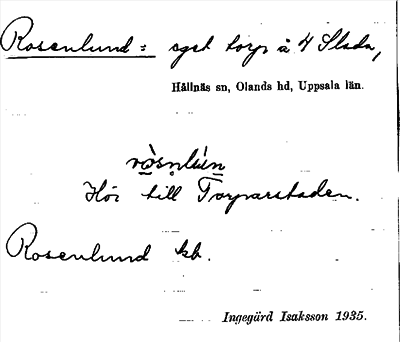 Rosenlund: eget torp å 4 Slada,
Hållnäs sn, Olands hd, Uppsala län.
ròsṇlún
Hör till Torparstaden.
Rosenlund kb.
Ingegärd Isaksson 1935.